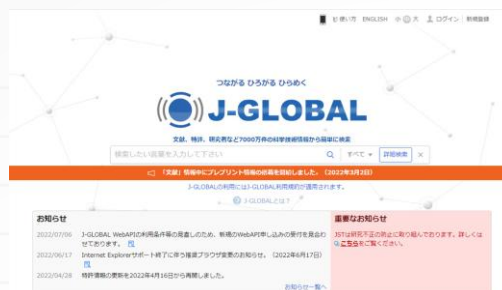 使い方 ENGLISH 小 中 大 ログイン 新規登録
つながる ひろがる ひらめく
J-GLOBAL
文献、特許、研究者など7000万件の科学技術情報から簡単に検索
検索したい言葉を入力して下さい すべて 詳細検索 ×
「文献」情報中にプレプリント情報の搭載を開始しました。（2022年3月2日）
J-GLOBALの利用にはJ-GLOBAL利用規約が適用されます。
J-GLOBALとは？
お知らせ
2022/07/06 J-GLOBAL WebAPIの利用条件等の見直しのため、新規のWebAPI申し込みの受付を見合わ
せております。
2022/06/17 Internet Explorerサポート終了に伴う推奨ブラウザ変更のお知らせ。（2022年6月17日）
2022/04/28 特許情報の更新を2022年4月16日から再開しました。
お知らせ一覧へ
重要なお知らせ
JSTは研究不正の防止に取り組んでおります。詳しくは
こちらをご覧ください。